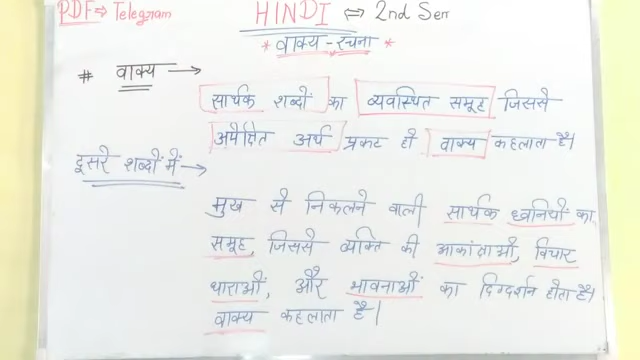 PDF ⇒ Telegram
HINDI ⇔ 2nd Sem
* वाक्य - रचना *
# वाक्य →
सार्थक शब्दों का व्यवस्थित समूह जिससे
अपेक्षित अर्थ प्रकट हो वाक्य कहलाता है।
दूसरे शब्दों में →
मुख से निकलने वाली सार्थक ध्वनियों का
समूह, जिससे व्यक्ति की आकांक्षाओं, विचार
धाराओं, और भावनाओं का दिग्दर्शन होता है।
वाक्य कहलाता है।